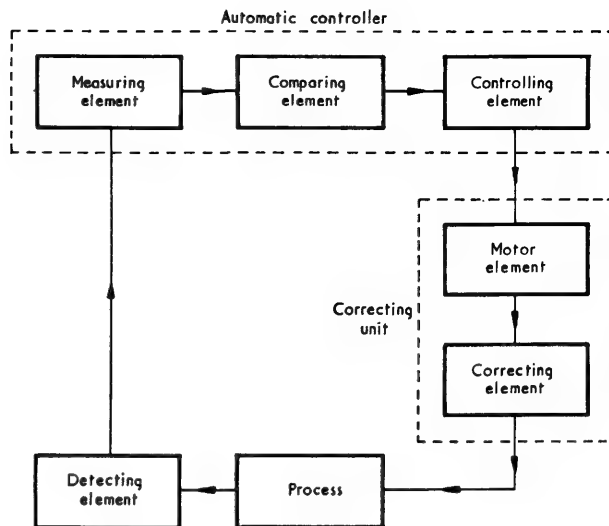 Automatic controller
Measuring
element
Comparing
element
Controlling
element
Motor
element
Correcting
unit
Correcting
element
Detecting
element
Process